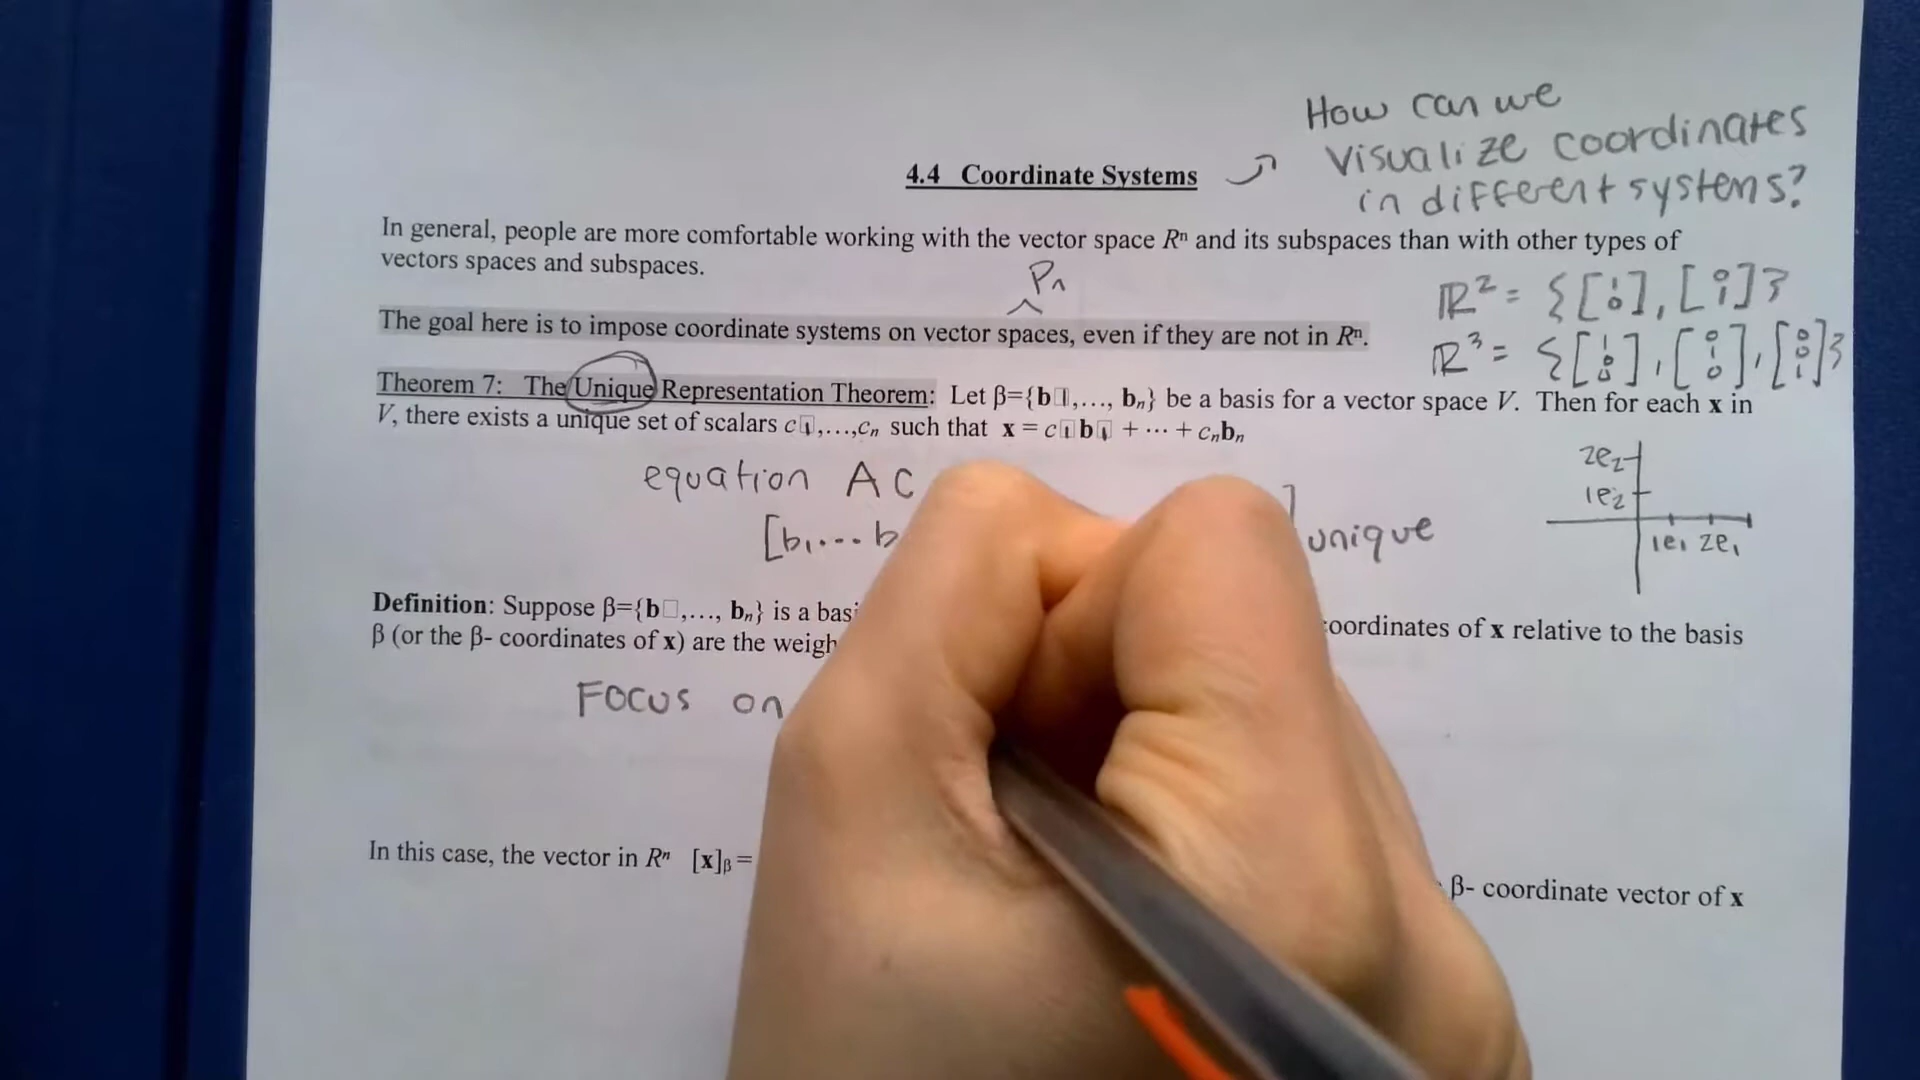 How can we
visualize coordinates
in different systems?
4.4 Coordinate Systems
In general, people are more comfortable working with the vector space Rⁿ and its subspaces than with other types of
vectors spaces and subspaces.
Pn
ℝ² = {[1 0], [0 1]}
The goal here is to impose coordinate systems on vector spaces, even if they are not in Rⁿ.
ℝ³ = {[1 0 0], [0 1 0], [0 0 1]}
Theorem 7: The Unique Representation Theorem: Let β={b1,…, bn} be a basis for a vector space V. Then for each x in
V, there exists a unique set of scalars c1,…,cn such that x = c1b1 + ⋯ + cnbn
2e2
1e2
1e1 2e1
equation Ac
[b1 ... b
] unique
Definition: Suppose β={b□,…, bn} is a basi
coordinates of x relative to the basis
β (or the β- coordinates of x) are the weigh
Focus on
In this case, the vector in Rⁿ [x]β =
β- coordinate vector of x